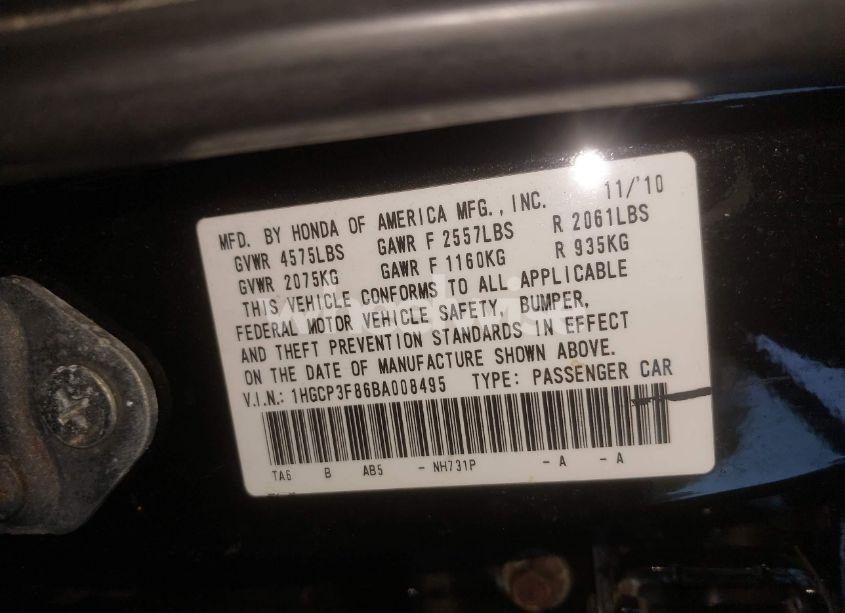 MFD. BY HONDA OF AMERICA MFG., INC. 11/'10
GVWR 4575LBS GAWR F 2557LBS R 2061LBS
GVWR 2075KG GAWR F 1160KG R 935KG
THIS VEHICLE CONFORMS TO ALL APPLICABLE
FEDERAL MOTOR VEHICLE SAFETY, BUMPER,
AND THEFT PREVENTION STANDARDS IN EFFECT
ON THE DATE OF MANUFACTURE SHOWN ABOVE.
V.I.N.: 1HGCP3F86BA008495 TYPE: PASSENGER CAR
TA6 B AB5 - NH731P - A - A